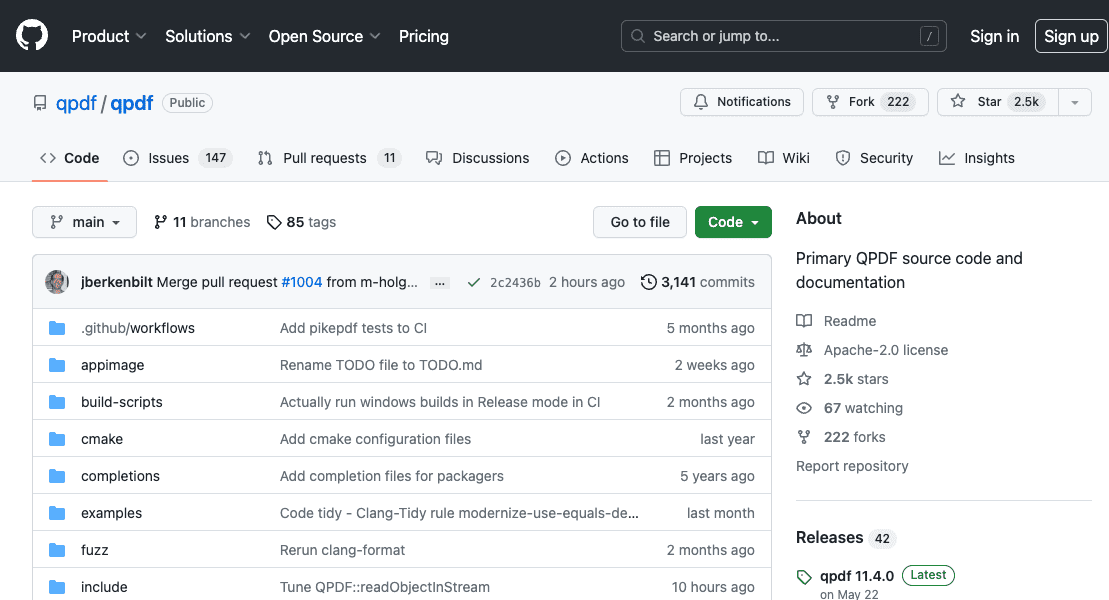 Product Solutions Open Source Pricing Search or jump to... / Sign in Sign up
qpdf / qpdf Public Notifications Fork 222 Star 2.5k
Code Issues 147 Pull requests 11 Discussions Actions Projects Wiki Security Insights
main 11 branches 85 tags Go to file Code
jberkenbilt Merge pull request #1004 from m-holg... ... 2c2436b 2 hours ago 3,141 commits
.github/workflows Add pikepdf tests to CI 5 months ago
appimage Rename TODO file to TODO.md 2 weeks ago
build-scripts Actually run windows builds in Release mode in CI 2 months ago
cmake Add cmake configuration files last year
completions Add completion files for packagers 5 years ago
examples Code tidy - Clang-Tidy rule modernize-use-equals-de... last month
fuzz Rerun clang-format 2 months ago
include Tune QPDF::readObjectInStream 10 hours ago
About
Primary QPDF source code and
documentation
Readme
Apache-2.0 license
2.5k stars
67 watching
222 forks
Report repository
Releases 42
qpdf 11.4.0 Latest
on May 22